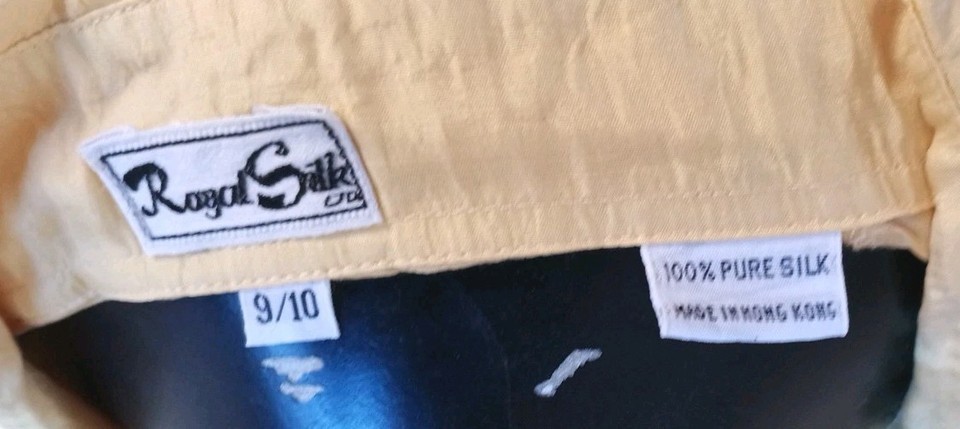 Royal Silk
LTD
9/10
100% PURE SILK
MADE IN HONG KONG